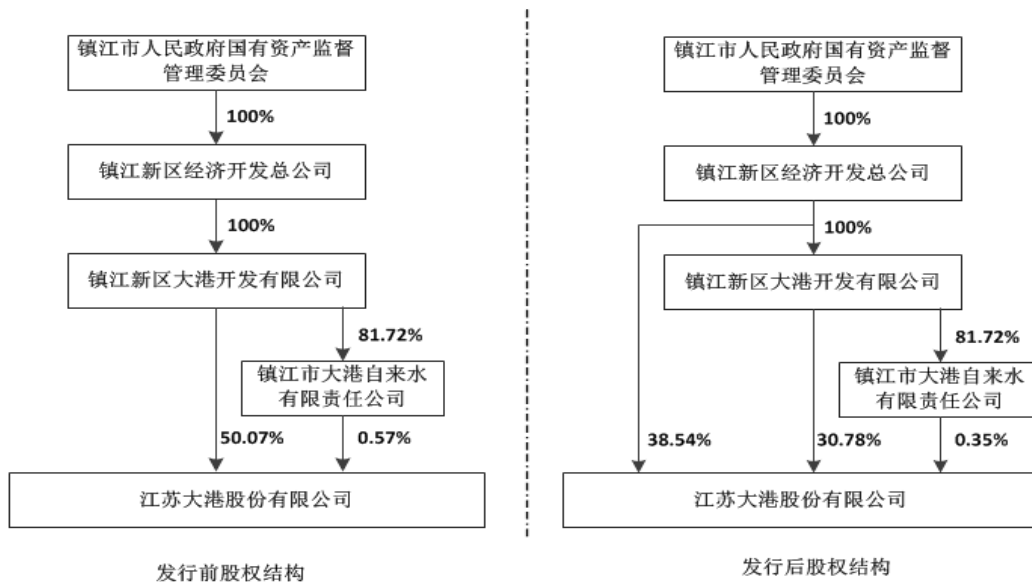 镇江市人民政府国有资产监督
管理委员会
100%
镇江新区经济开发总公司
100%
镇江新区大港开发有限公司
81.72%
镇江市大港自来水
有限责任公司
50.07%
0.57%
江苏大港股份有限公司
发行前股权结构
镇江市人民政府国有资产监督
管理委员会
100%
镇江新区经济开发总公司
100%
镇江新区大港开发有限公司
81.72%
镇江市大港自来水
有限责任公司
38.54%
30.78%
0.35%
江苏大港股份有限公司
发行后股权结构